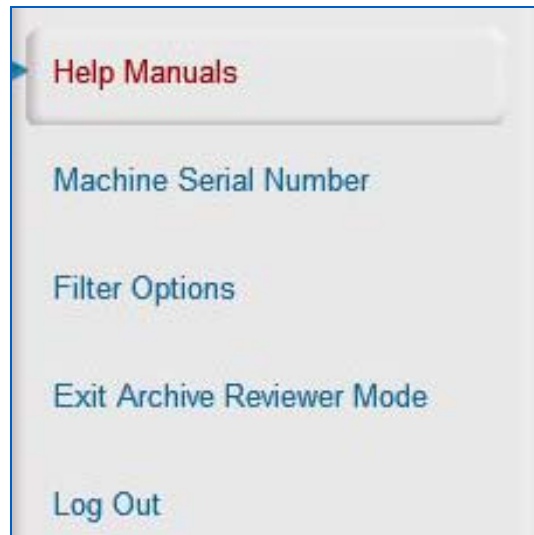 Help Manuals
Machine Serial Number
Filter Options
Exit Archive Reviewer Mode
Log Out